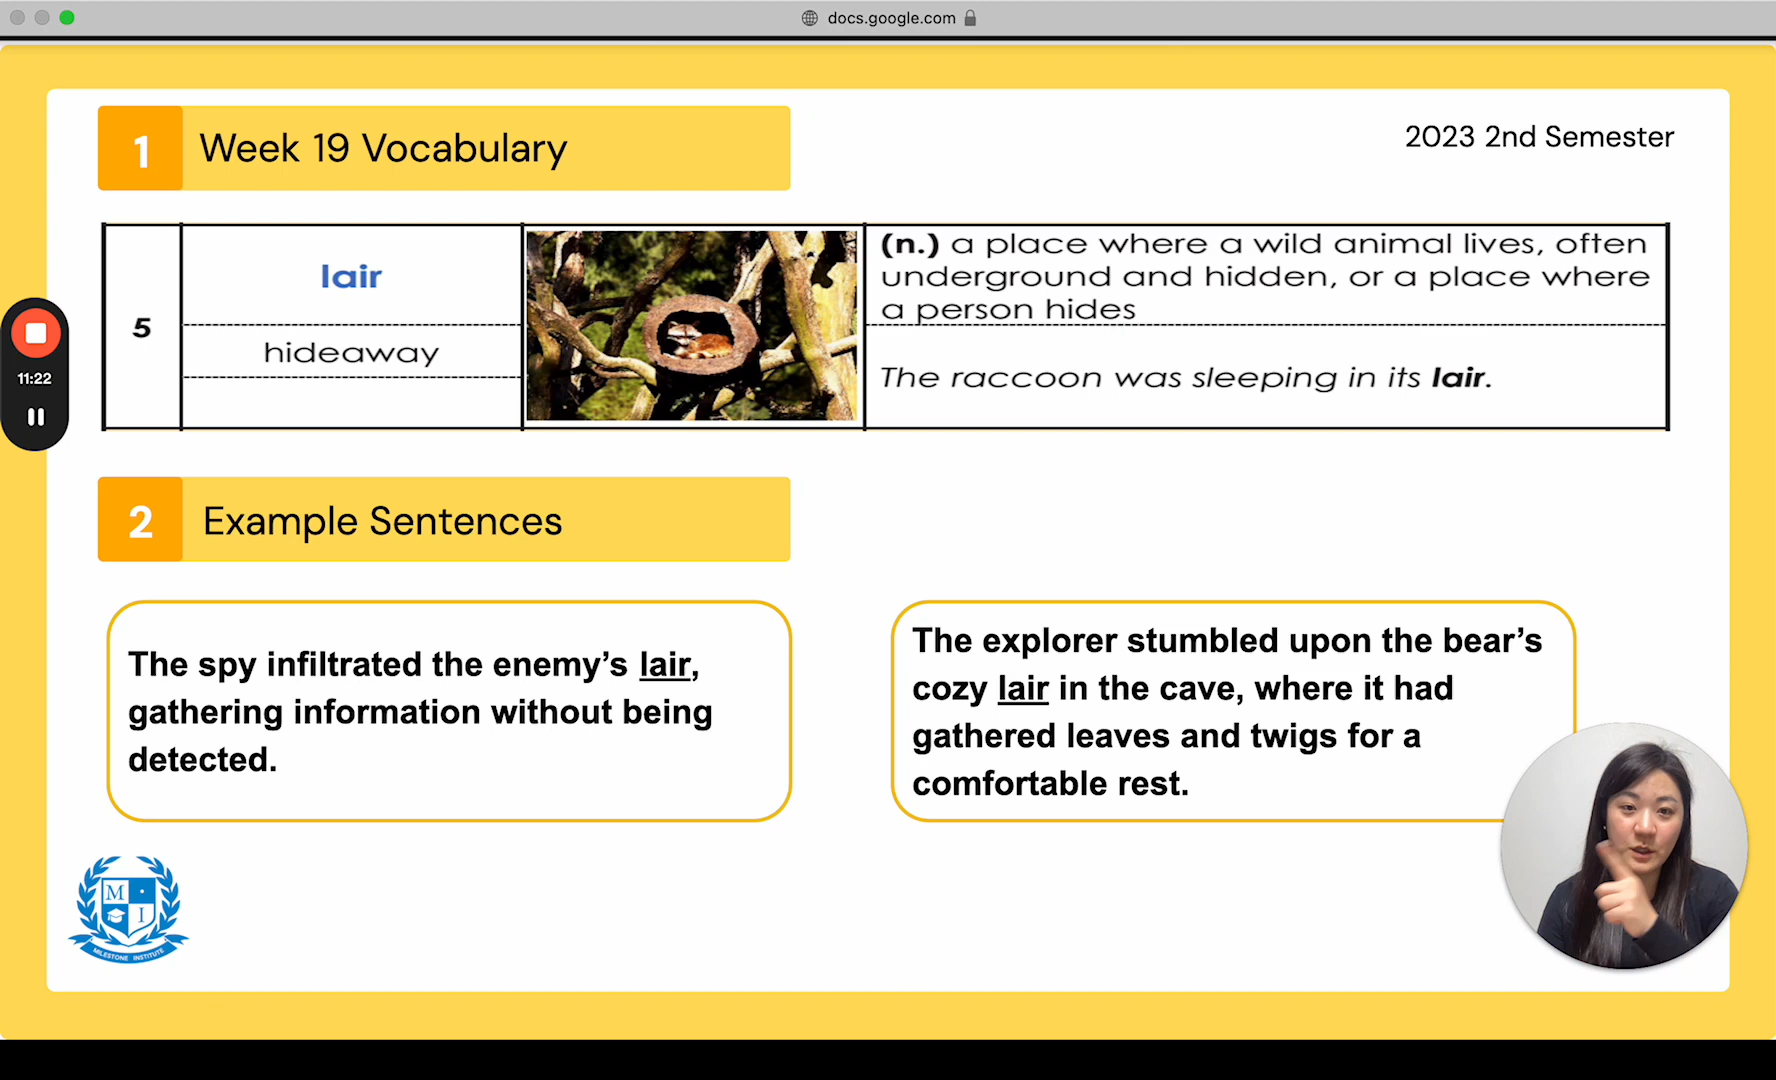 docs.google.com
1 Week 19 Vocabulary
2023 2nd Semester
5
lair
hideaway
(n.) a place where a wild animal lives, often
underground and hidden, or a place where
a person hides
The raccoon was sleeping in its lair.
11:22
2 Example Sentences
The spy infiltrated the enemy’s lair,
gathering information without being
detected.
The explorer stumbled upon the bear’s
cozy lair in the cave, where it had
gathered leaves and twigs for a
comfortable rest.
M
I
MILESTONE INSTITUTE